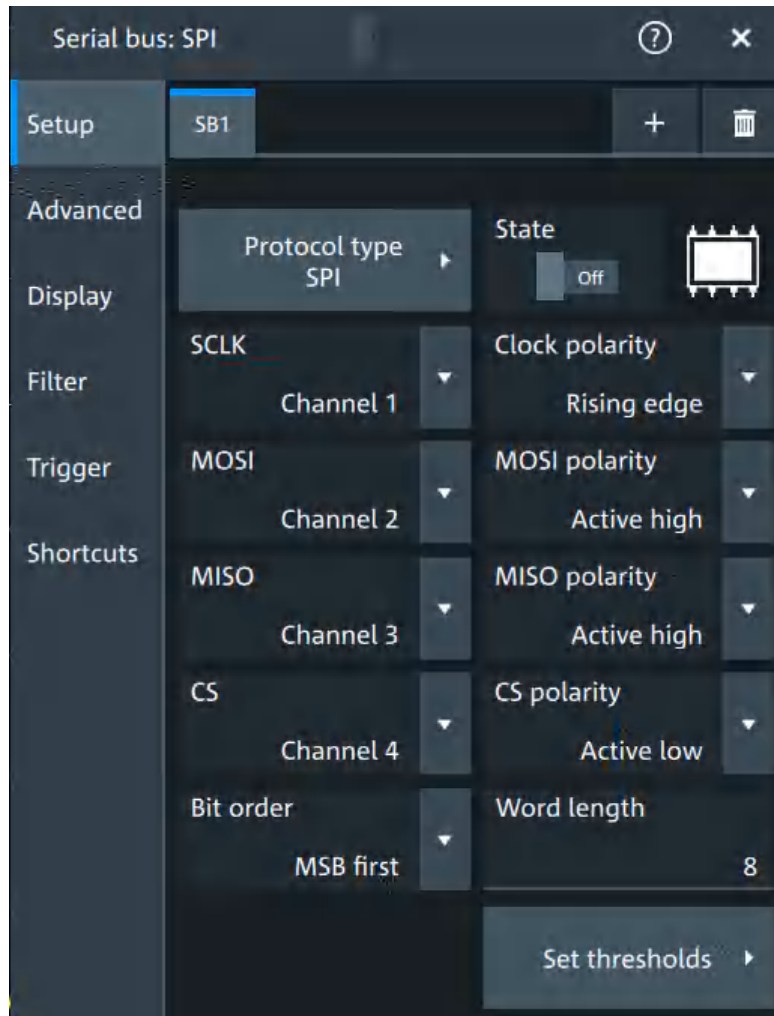 Serial bus: SPI
Setup
SB1
Advanced
Protocol type
SPI
State
Off
Display
SCLK
Channel 1
Clock polarity
Rising edge
Filter
MOSI
Channel 2
MOSI polarity
Active high
Trigger
MISO
Channel 3
MISO polarity
Active high
Shortcuts
CS
Channel 4
CS polarity
Active low
Bit order
MSB first
Word length
8
Set thresholds